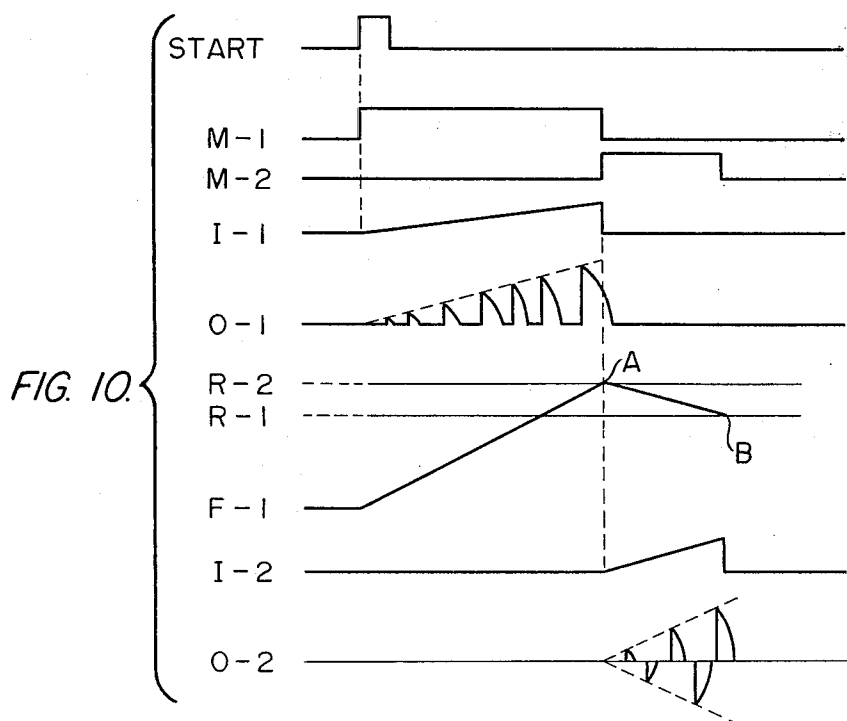 START
M-1
M-2
I-1
O-1
A
FIG. 10.
R-2
R-1
B
F-1
I-2
O-2